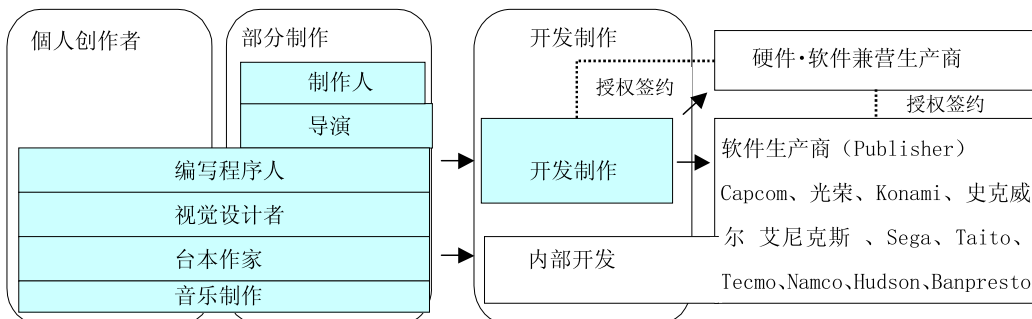 個人创作者
部分制作
制作人
导演
编写程序人
视觉设计者
台本作家
音乐制作
开发制作
授权签约
开发制作
内部开发
硬件·软件兼营生产商
授权签约
软件生产商（Publisher）
Capcom、光荣、Konami、史克威
尔 艾尼克斯 、Sega、Taito、
Tecmo､Namco､Hudson､Banpresto